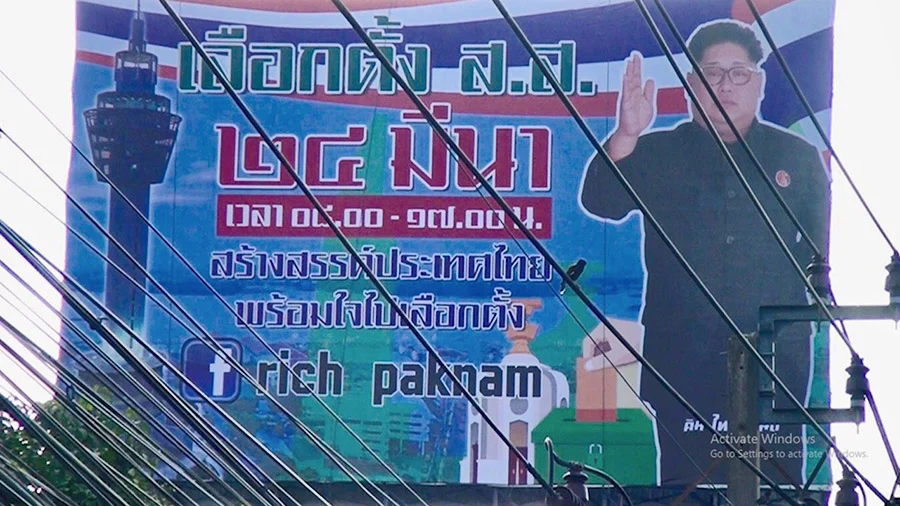 เลือกตั้ง ส.ส.
๒๔ มีนา
เวลา ๐๘.๐๐ - ๑๗.๐๐ น.
สร้างสรรค์ประเทศไทย
พร้อมใจไปเลือกตั้ง
f rich paknam
Activate Windows
Go to Settings to activate Windows.